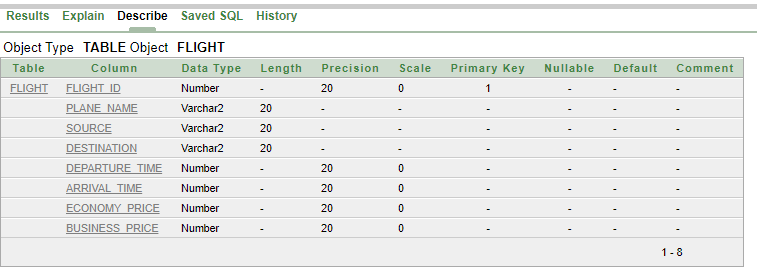 Results Explain Describe Saved SQL History
Object Type TABLE Object FLIGHT
Table Column Data Type Length Precision Scale Primary Key Nullable Default Comment
FLIGHT FLIGHT_ID Number - 20 0 1 - - -
PLANE_NAME Varchar2 20 - - - - - -
SOURCE Varchar2 20 - - - - - -
DESTINATION Varchar2 20 - - - - - -
DEPARTURE_TIME Number - 20 0 - - - -
ARRIVAL_TIME Number - 20 0 - - - -
ECONOMY_PRICE Number - 20 0 - - - -
BUSINESS_PRICE Number - 20 0 - - - -
1 - 8